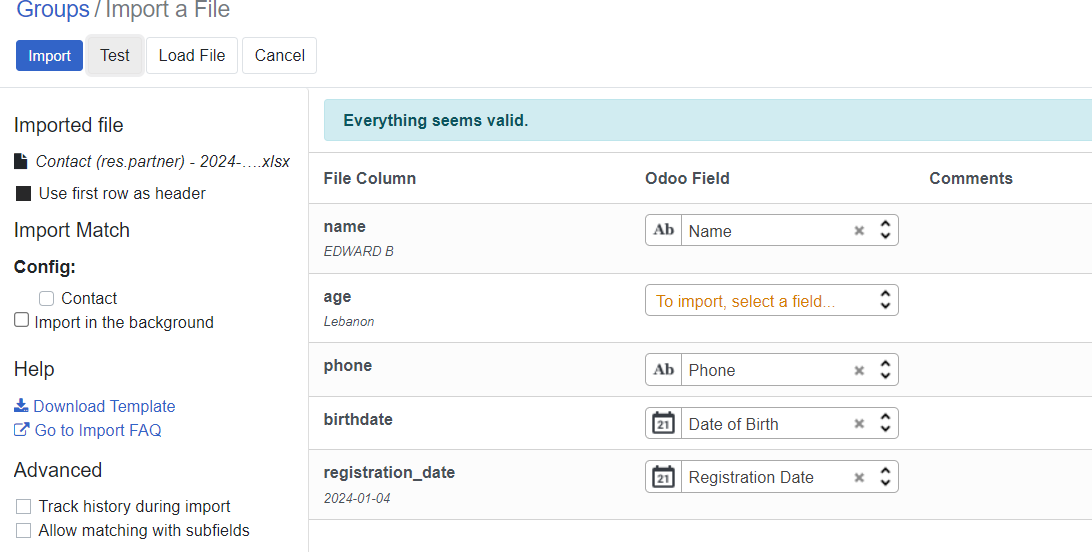 Groups / Import a File
Import Test Load File Cancel
Imported file
Contact (res.partner) - 2024-….xlsx
Use first row as header
Import Match
Config:
Contact
Import in the background
Help
Download Template
Go to Import FAQ
Advanced
Track history during import
Allow matching with subfields
Everything seems valid.
File Column Odoo Field Comments
name Ab Name
EDWARD B
age To import, select a field...
Lebanon
phone Ab Phone
birthdate 21 Date of Birth
registration_date 21 Registration Date
2024-01-04